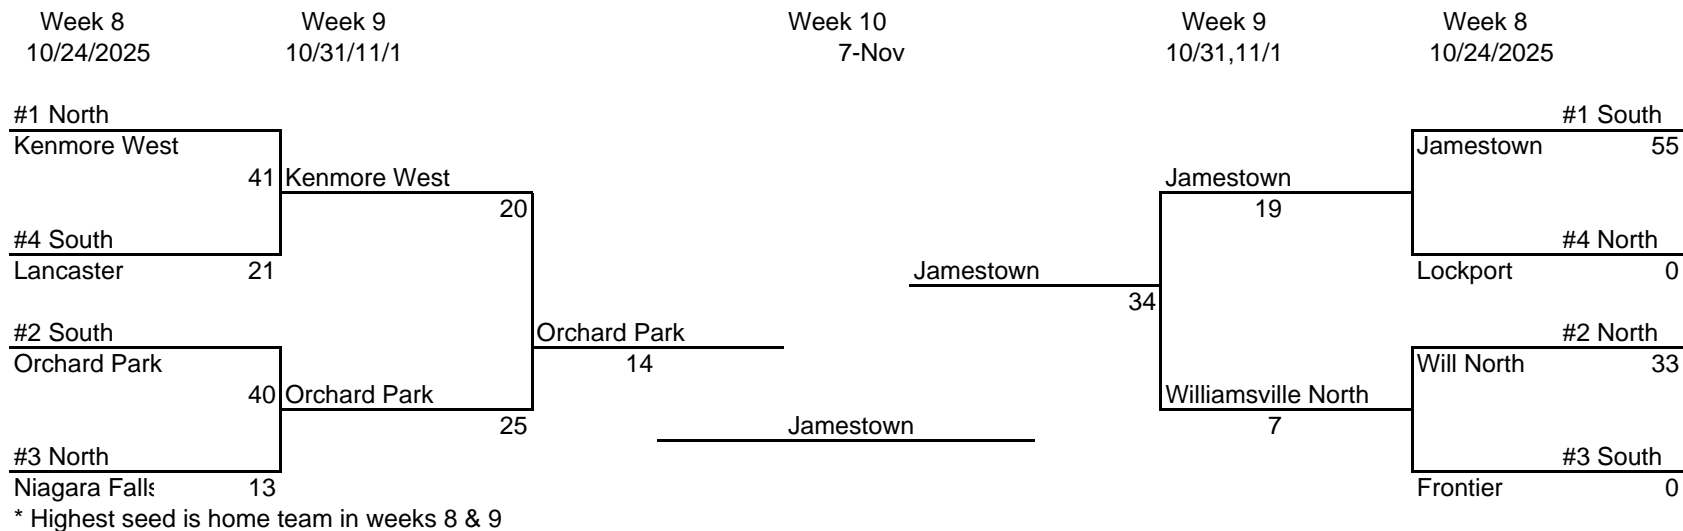 Week 8 Week 9 Week 10 Week 9 Week 8
10/24/2025 10/31/11/1 7-Nov 10/31,11/1 10/24/2025
#1 North #1 South
Kenmore West Jamestown 55
41 Kenmore West Jamestown
20 19
#4 South #4 North
Lancaster 21 Jamestown Lockport 0
34
#2 South Orchard Park #2 North
Orchard Park 14 Will North 33
40 Orchard Park Williamsville North
25 Jamestown 7
#3 North #3 South
Niagara Falls 13 Frontier 0
* Highest seed is home team in weeks 8 & 9